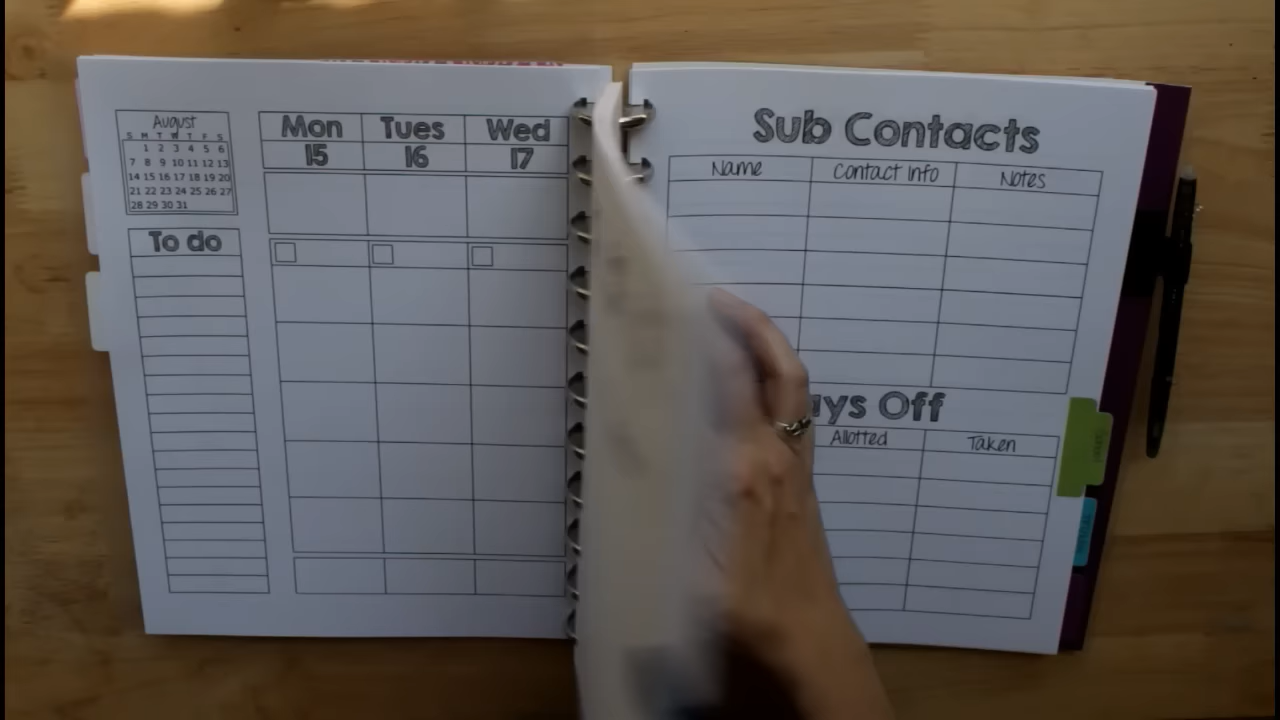 August
S M T W T F S
1 2 3 4 5 6
7 8 9 10 11 12 13
14 15 16 17 18 19 20
21 22 23 24 25 26 27
28 29 30 31
To do
Mon Tues Wed
15 16 17
Sub Contacts
Name Contact Info Notes
Off
Allotted Taken